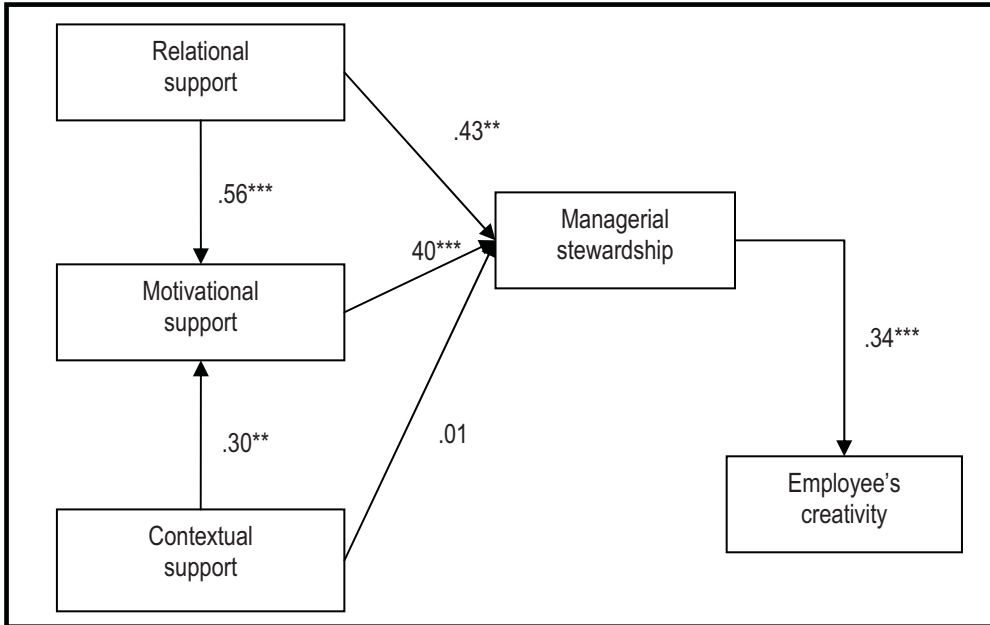 Relational
support
.43**
.56***
Managerial
stewardship
40***
Motivational
support
.34***
.30**
.01
Employee’s
creativity
Contextual
support